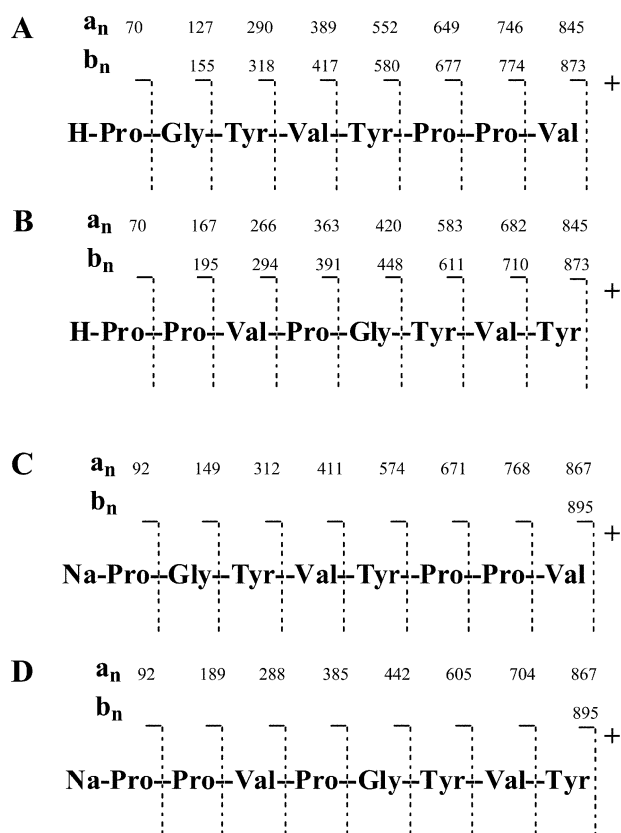 A
an 70 127 290 389 552 649 746 845
bn 155 318 417 580 677 774 873
+
H-Pro--Gly--Tyr--Val--Tyr--Pro--Pro--Val
B
an 70 167 266 363 420 583 682 845
bn 195 294 391 448 611 710 873
+
H-Pro--Pro--Val--Pro--Gly--Tyr--Val--Tyr
C
an 92 149 312 411 574 671 768 867
bn 895
+
Na-Pro--Gly--Tyr--Val--Tyr--Pro--Pro--Val
D
an 92 189 288 385 442 605 704 867
bn 895
+
Na-Pro--Pro--Val--Pro--Gly--Tyr--Val--Tyr